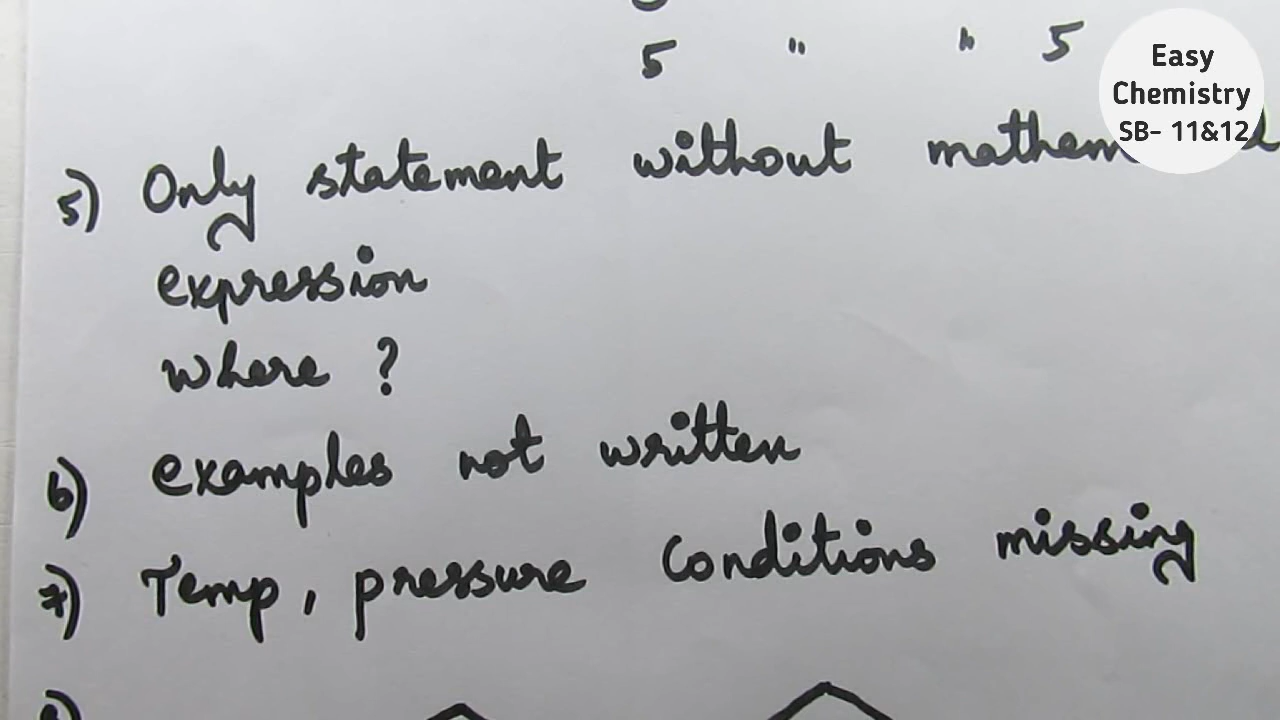 5 " " 5
Easy
Chemistry
SB- 11&12
5) Only statement without
expression
where ?
6) examples not written
7) Temp, pressure conditions missing